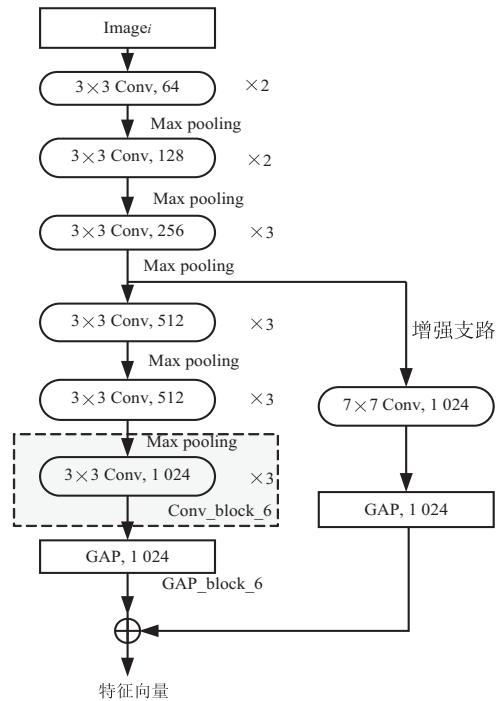 Imagei
3×3 Conv, 64 ×2
Max pooling
3×3 Conv, 128 ×2
Max pooling
3×3 Conv, 256 ×3
Max pooling
3×3 Conv, 512 ×3
增强支路
Max pooling
3×3 Conv, 512 ×3
7×7 Conv, 1 024
Max pooling
3×3 Conv, 1 024 ×3
Conv_block_6
GAP, 1 024
GAP, 1 024
GAP_block_6
特征向量